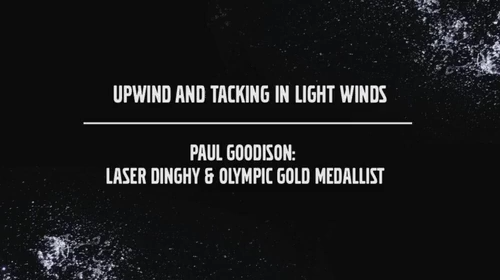 UPWIND AND TACKING IN LIGHT WINDS
PAUL GOODISON:
LASER DINGHY & OLYMPIC GOLD MEDALLIST